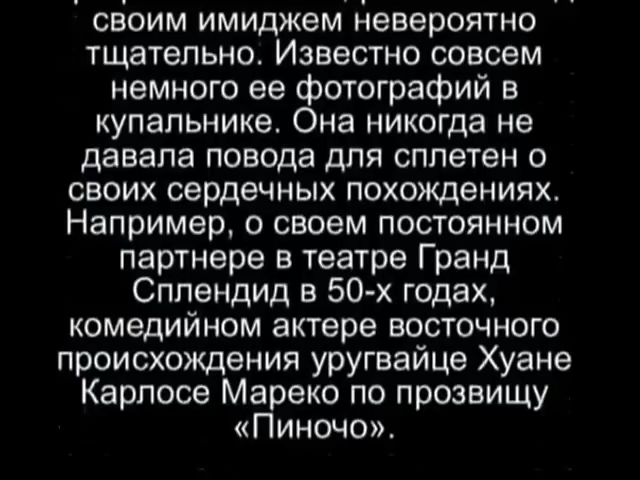 своим имиджем невероятно
тщательно. Известно совсем
немного ее фотографий в
купальнике. Она никогда не
давала повода для сплетен о
своих сердечных похождениях.
Например, о своем постоянном
партнере в театре Гранд
Сплендид в 50-х годах,
комедийном актере восточного
происхождения уругвайце Хуане
Карлосе Мареко по прозвищу
«Пиночо».